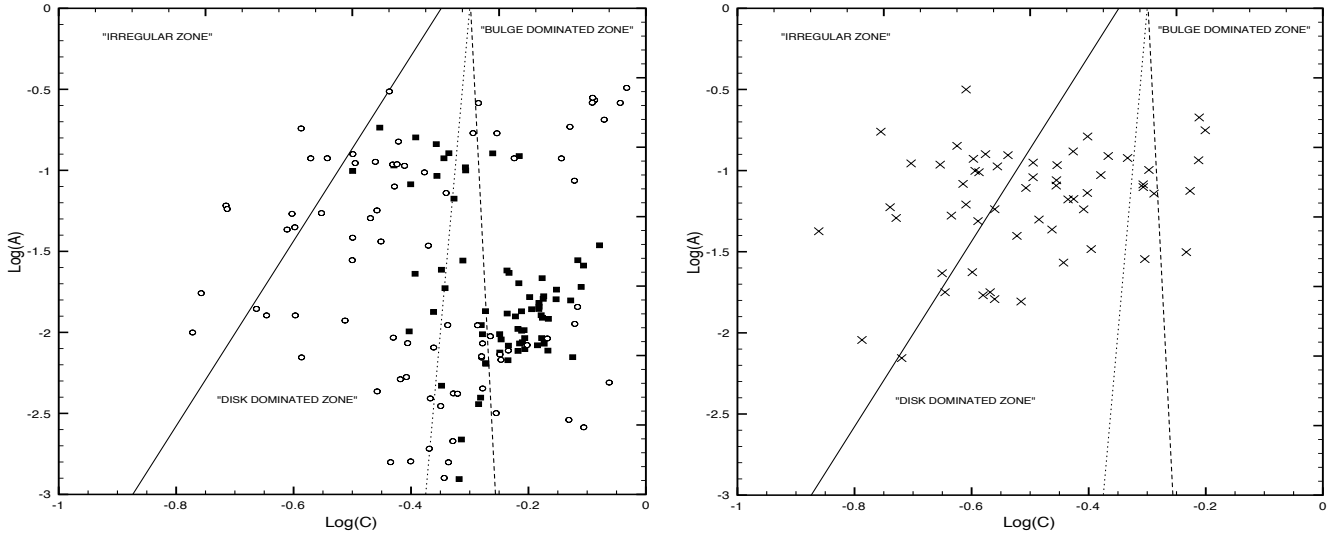 0
"IRREGULAR ZONE"
"BULGE DOMINATED ZONE"
-0.5
-1
Log(A)
-1.5
-2
"DISK DOMINATED ZONE"
-2.5
-3
-1
-0.8
-0.6
-0.4
-0.2
0
Log(C)
0
"IRREGULAR ZONE"
"BULGE DOMINATED ZONE"
-0.5
-1
Log(A)
-1.5
-2
"DISK DOMINATED ZONE"
-2.5
-3
-1
-0.8
-0.6
-0.4
-0.2
0
Log(C)